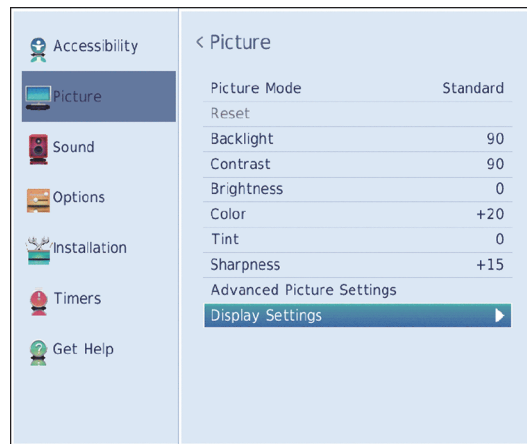 Accessibility
Picture
Sound
Options
Installation
Timers
Get Help
< Picture
Picture Mode Standard
Reset
Backlight 90
Contrast 90
Brightness 0
Color +20
Tint 0
Sharpness +15
Advanced Picture Settings
Display Settings